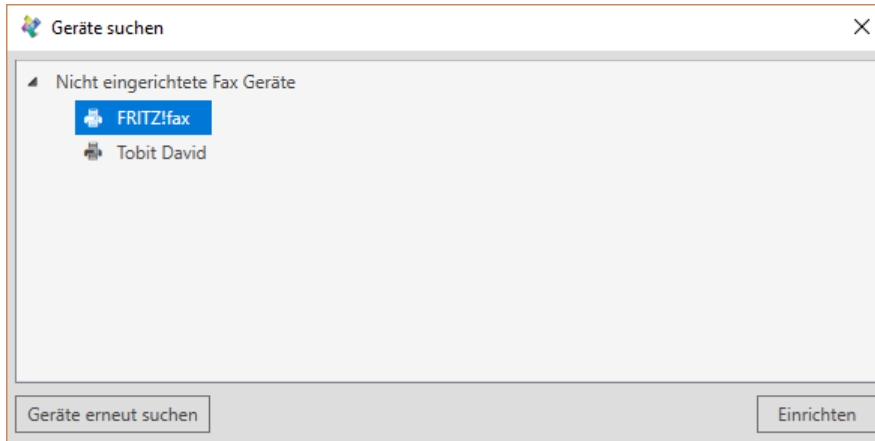 Geräte suchen
Nicht eingerichtete Fax Geräte
FRITZ!fax
Tobit David
Geräte erneut suchen
Einrichten